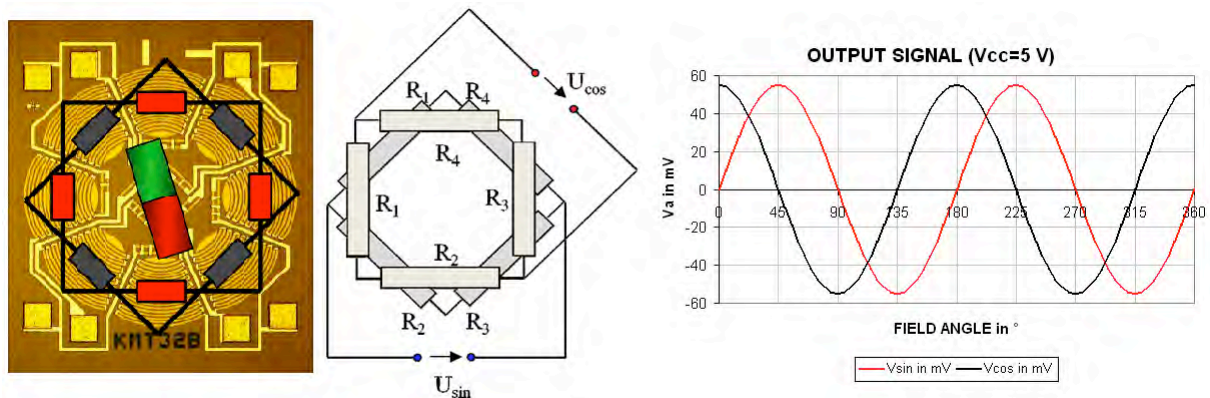 KMT32B
R1
R4
Ucos
R4
R1
R3
R2
R2
R3
Usin
OUTPUT SIGNAL (Vcc=5 V)
Va in mV
60
40
20
0
-20
-40
-60
0
45
90
135
180
225
270
315
360
FIELD ANGLE in °
Vsin in mV
Vcos in mV